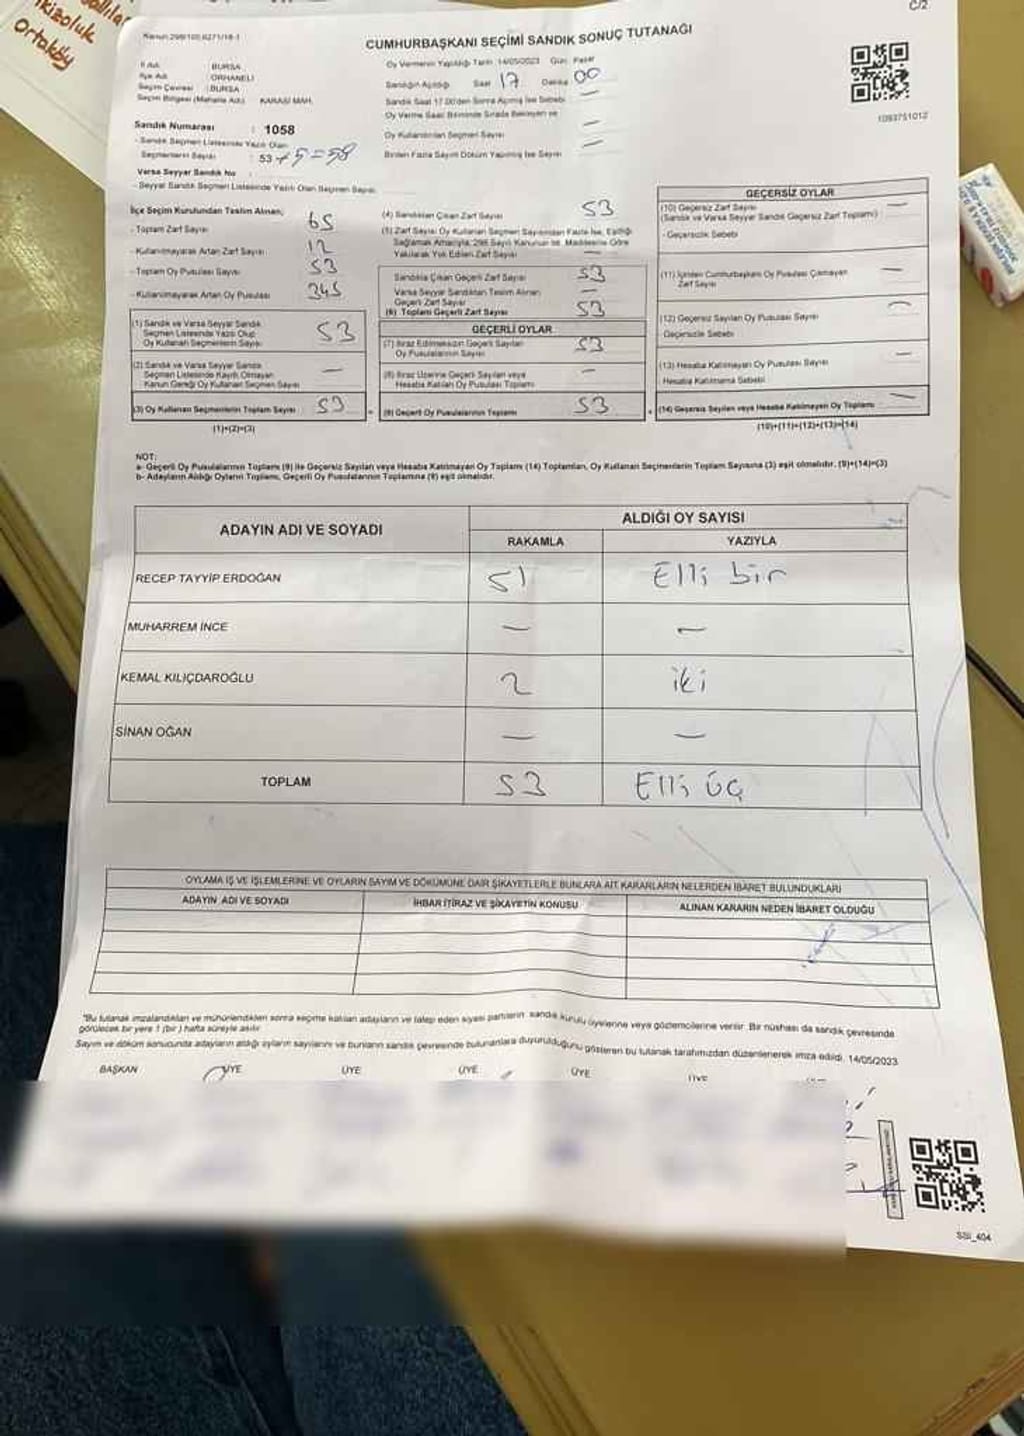 kızoluk
Ortaköy
C/2
CUMHURBAŞKANI SEÇİMİ SANDIK SONUÇ TUTANAĞI
İl Adı : BURSA
İlçe Adı : ORHANELİ
Seçim Çevresi : BURSA
Seçim Bölgesi (Mahalle Adı) : KARASI MAH.
Sandık Numarası : 1058
- Sandık Seçmen Listesinde Yazılı Olan
Seçmenlerin Sayısı : 53 + 5 = 58
Varsa Seyyar Sandık No :
- Seyyar Sandık Seçmen Listesinde Yazılı Olan Seçmen Sayısı:
Oy Vermenin Yapıldığı Tarih: 14/05/2023 Gün: Pazar
Sandığın Açıldığı Saat 17 Dakika 00
Sandık Saat 17.00'den Sonra Açılmış İse Sebebi —
Oy Verme Saati Bitiminde Sırada Bekleyen ve
Oy Kullandırılan Seçmen Sayısı —
Birden Fazla Sayım Döküm Yapılmış İse Sayısı —
1093751012
İlçe Seçim Kurulundan Teslim Alınan;
- Toplam Zarf Sayısı 65
- Kullanılmayarak Artan Zarf Sayısı 12
- Toplam Oy Pusulası Sayısı 53
- Kullanılmayarak Artan Oy Pusulası 345
(1) Sandık ve Varsa Seyyar Sandık
Seçmen Listesinde Yazılı Olup
Oy Kullanan Seçmenlerin Sayısı 53
(2) Sandık ve Varsa Seyyar Sandık
Seçmen Listesinde Kayıtlı Olmayan
Kanun Gereği Oy Kullanan Seçmen Sayısı —
(3) Oy Kullanan Seçmenlerin Toplam Sayısı 53
(1)+(2)=(3)
(4) Sandıktan Çıkan Zarf Sayısı 53
(5) Zarf Sayısı Oy Kullanan Seçmen Sayısından Fazla İse, Eşitliği
Sağlamak Amacıyla, 298 Sayılı Kanunun 98. Maddesine Göre
Yakılarak Yok Edilen Zarf Sayısı —
Sandıkta Çıkan Geçerli Zarf Sayısı 53
Varsa Seyyar Sandıktan Teslim Alınan
Geçerli Zarf Sayısı —
(6) Toplam Geçerli Zarf Sayısı 53
GEÇERLİ OYLAR
(7) İtiraz Edilmeksizin Geçerli Sayılan
Oy Pusulalarının Sayısı 53
(8) İtiraz Üzerine Geçerli Sayılan veya
Hesaba Katılan Oy Pusulası Toplamı —
(9) Geçerli Oy Pusulalarının Toplamı 53
GEÇERSİZ OYLAR
(10) Geçersiz Zarf Sayısı —
(Sandık ve Varsa Seyyar Sandık Geçersiz Zarf Toplamı)
- Geçersizlik Sebebi
(11) İçinden Cumhurbaşkanı Oy Pusulası Çıkmayan
Zarf Sayısı —
(12) Geçersiz Sayılan Oy Pusulası Sayısı —
Geçersizlik Sebebi
(13) Hesaba Katılmayan Oy Pusulası Sayısı —
Hesaba Katılmama Sebebi
(14) Geçersiz Sayılan veya Hesaba Katılmayan Oy Toplamı —
(10)+(11)+(12)+(13)=(14)
NOT:
a- Geçerli Oy Pusulalarının Toplamı (9) ile Geçersiz Sayılan veya Hesaba Katılmayan Oy Toplamı (14) Toplamları, Oy Kullanan Seçmenlerin Toplam Sayısına (3) eşit olmalıdır. (9)+(14)=(3)
b- Adayların Aldığı Oyların Toplamı, Geçerli Oy Pusulalarının Toplamına (9) eşit olmalıdır.
ADAYIN ADI VE SOYADI
ALDIĞI OY SAYISI
RAKAMLA YAZIYLA
RECEP TAYYİP ERDOĞAN 51 Elli bir
MUHARREM İNCE — —
KEMAL KILIÇDAROĞLU 2 iki
SİNAN OĞAN — —
TOPLAM 53 Elli üç
OYLAMA İŞ VE İŞLEMLERİNE VE OYLARIN SAYIM VE DÖKÜMÜNE DAİR ŞİKAYETLERLE BUNLARA AİT KARARLARIN NELERDEN İBARET BULUNDUKLARI
ADAYIN ADI VE SOYADI İHBAR İTİRAZ VE ŞİKAYETİN KONUSU ALINAN KARARIN NEDEN İBARET OLDUĞU
"Bu tutanak imzalandıktan ve mühürlendikten sonra seçime katılan adayların ve talep eden siyasi partilerin sandık kurulu üyelerine veya gözlemcilerine verilir. Bir nüshası da sandık çevresinde
görülecek bir yere 1 (bir) hafta süreyle asılır.
Sayım ve döküm sonucunda adayların aldığı oyların sayılarını ve bunların sandık çevresinde bulunanlara duyurulduğunu gösteren bu tutanak tarafımızdan düzenlenerek imza edildi. 14/05/2023
BAŞKAN ÜYE ÜYE ÜYE ÜYE
SSI_404